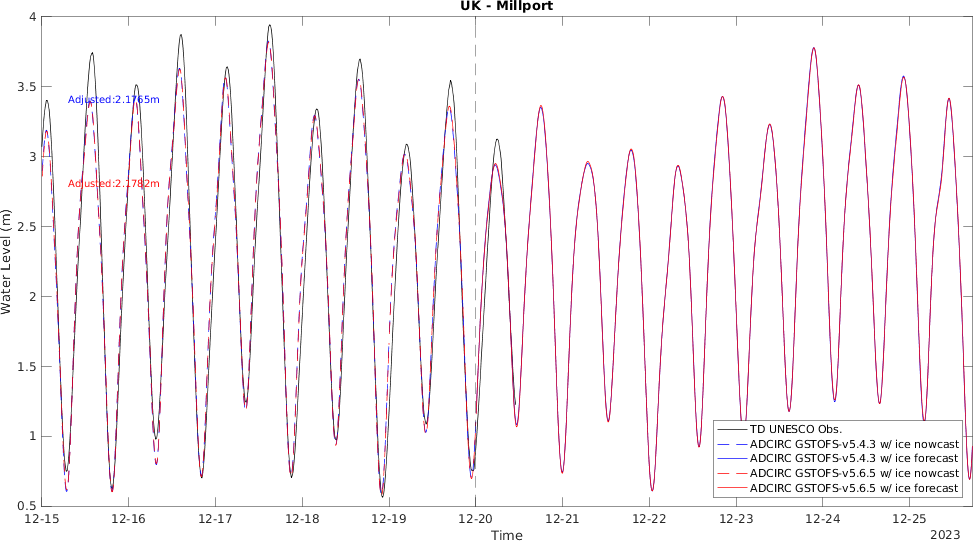 UK - Millport
4
3.5
3
2.5
2
1.5
1
0.5
Water Level (m)
Adjusted:2.1765m
Adjusted:2.1782m
TD UNESCO Obs.
ADCIRC GSTOFS-v5.4.3 w/ ice nowcast
ADCIRC GSTOFS-v5.4.3 w/ ice forecast
ADCIRC GSTOFS-v5.6.5 w/ ice nowcast
ADCIRC GSTOFS-v5.6.5 w/ ice forecast
12-15 12-16 12-17 12-18 12-19 12-20 12-21 12-22 12-23 12-24 12-25
Time
2023